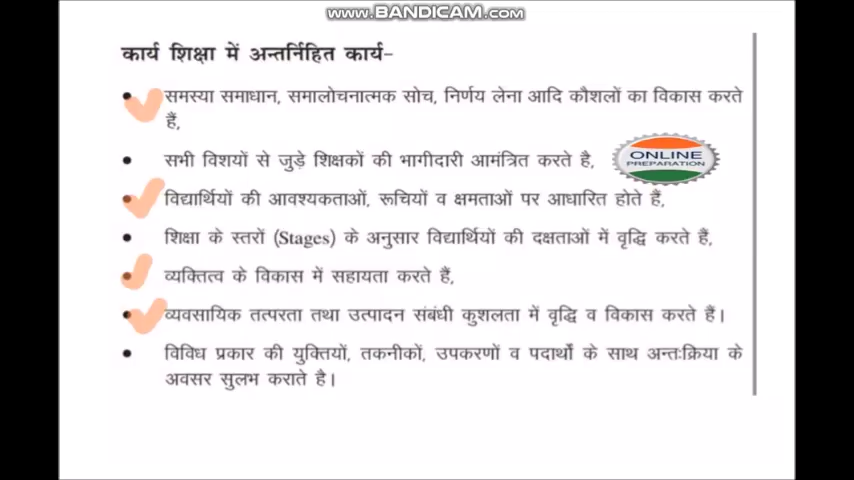 www.BANDICAM.com
कार्य शिक्षा में अन्तर्निहित कार्य-
• समस्या समाधान, समालोचनात्मक सोच, निर्णय लेना आदि कौशलों का विकास करते
हैं,
• सभी विशयों से जुड़े शिक्षकों की भागीदारी आमंत्रित करते है,
ONLINE
PREPARATION
• विद्यार्थियों की आवश्यकताओं, रूचियों व क्षमताओं पर आधारित होते हैं,
• शिक्षा के स्तरों (Stages) के अनुसार विद्यार्थियों की दक्षताओं में वृद्धि करते हैं,
• व्यक्तित्व के विकास में सहायता करते हैं,
• व्यवसायिक तत्परता तथा उत्पादन संबंधी कुशलता में वृद्धि व विकास करते हैं।
• विविध प्रकार की युक्तियों, तकनीकों, उपकरणों व पदार्थों के साथ अन्तःक्रिया के
अवसर सुलभ कराते है।